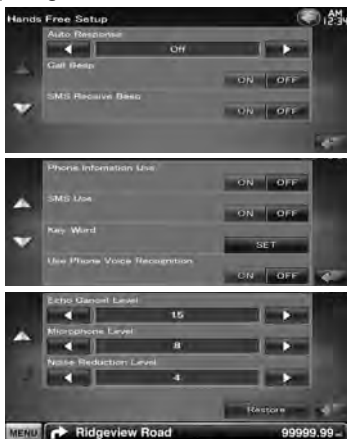 Hands Free Setup
AM
12:34
Auto Response
Off
Call Beep
ON OFF
SMS Receive Beep
ON OFF
Phone Infomation Use
ON OFF
SMS Use
ON OFF
Key Word
SET
Use Phone Voice Recognition
ON OFF
Echo Cancel Level
15
Microphone Level
8
Noise Reduction Level
4
Restore
MENU Ridgeview Road 99999.99